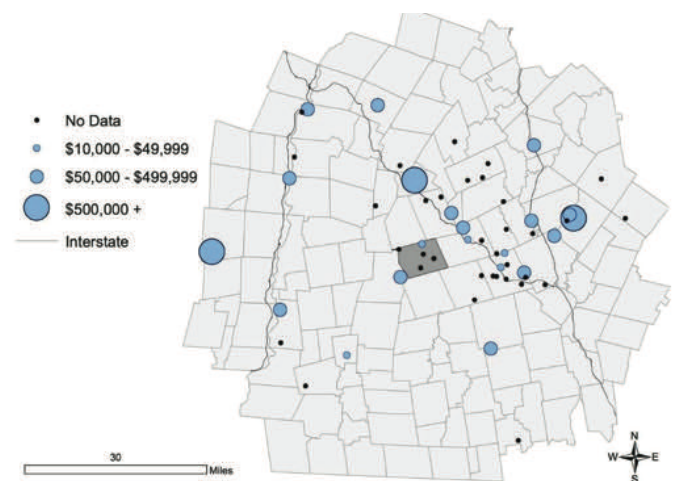 No Data
$10,000 - $49,999
$50,000 - $499,999
$500,000 +
Interstate
30
Miles
N
W E
S